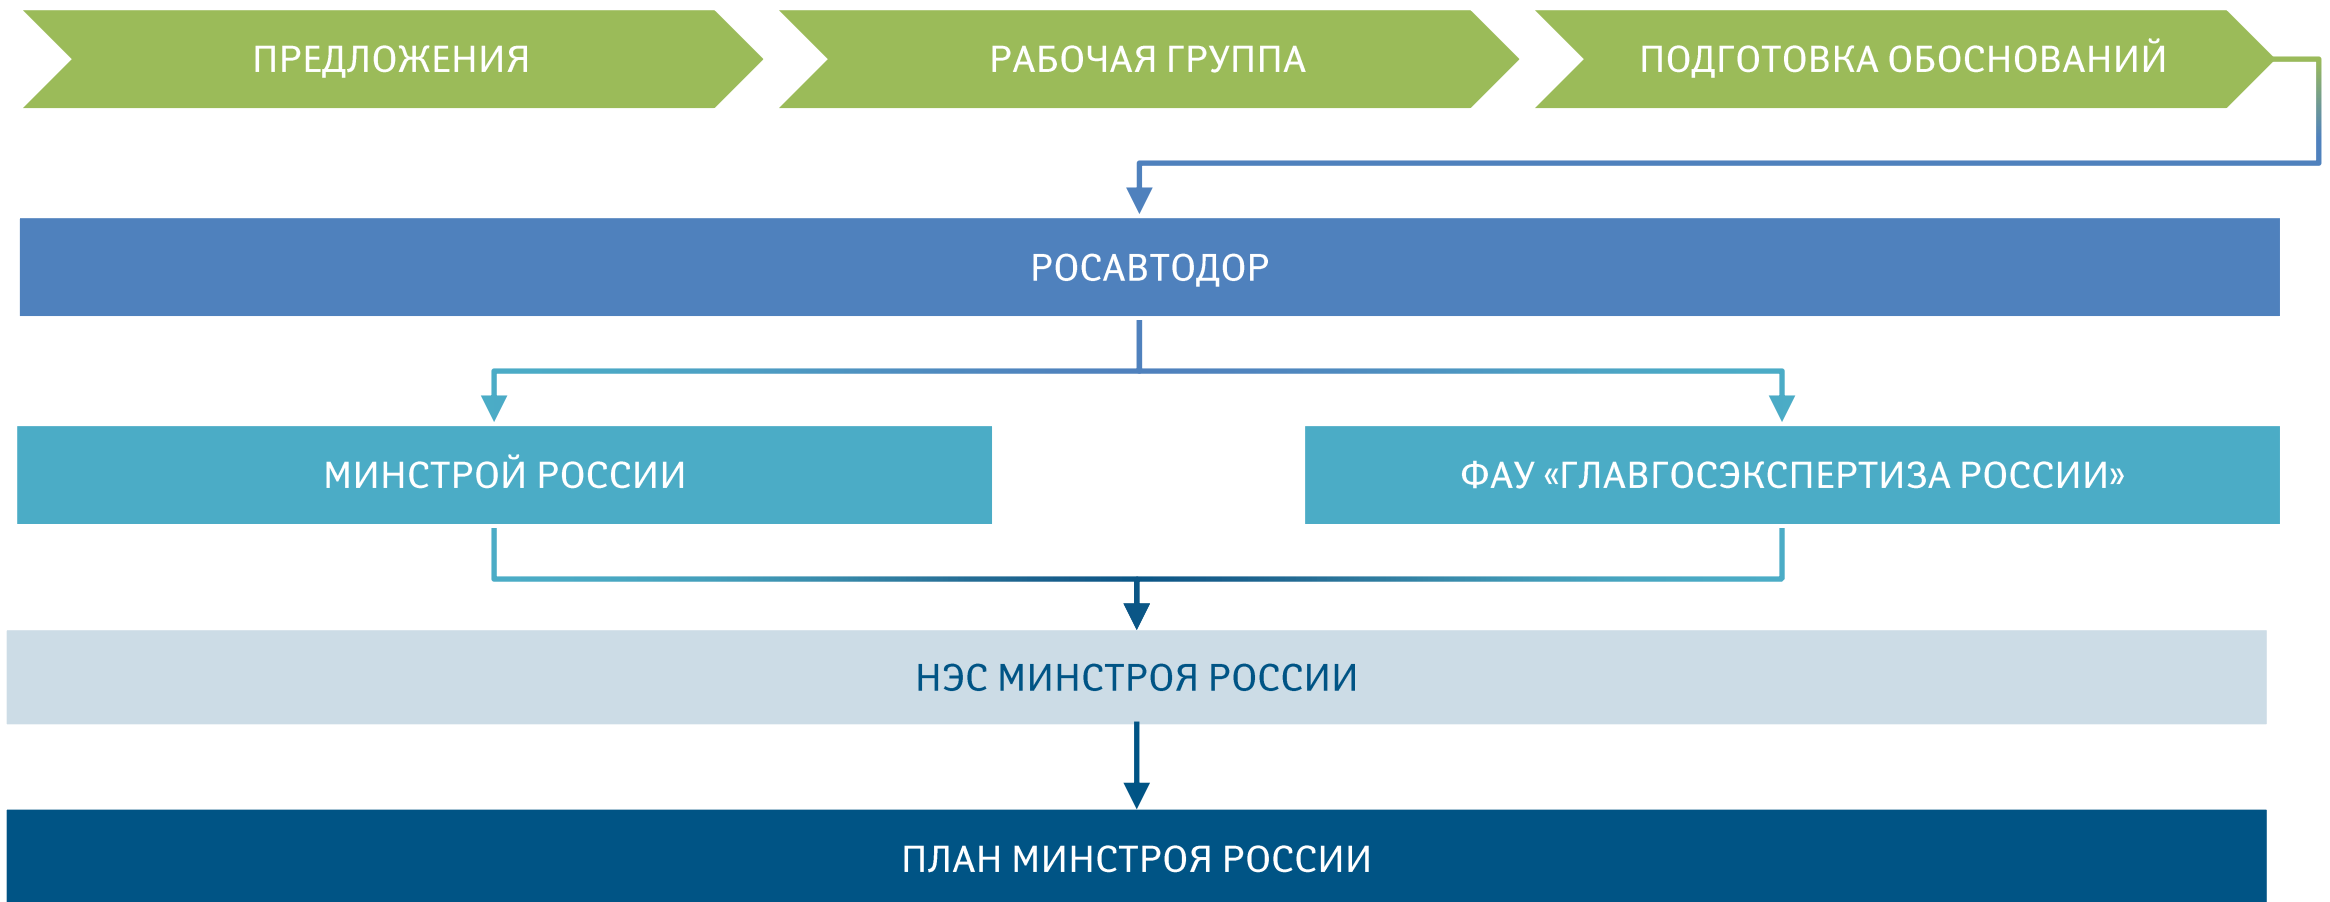 ПРЕДЛОЖЕНИЯ
РАБОЧАЯ ГРУППА
ПОДГОТОВКА ОБОСНОВАНИЙ
РОСАВТОДОР
МИНСТРОЙ РОССИИ
ФАУ «ГЛАВГОСЭКСПЕРТИЗА РОССИИ»
НЭС МИНСТРОЯ РОССИИ
ПЛАН МИНСТРОЯ РОССИИ